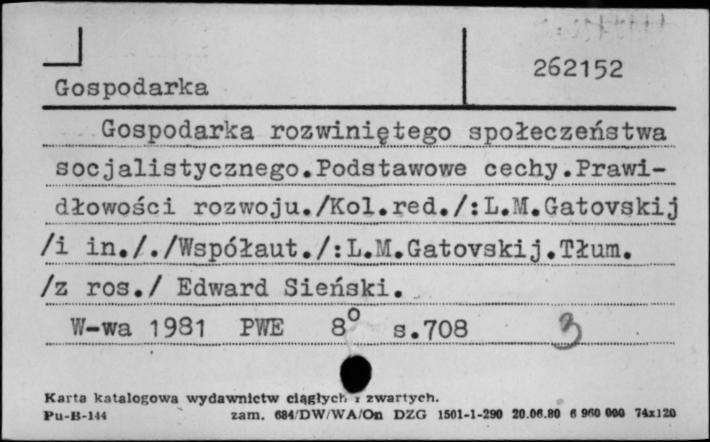 262152
Gospodarka
Gospodarka rozwiniętego społeczeństwa
socjalistycznego.Podstawowe cechy.Prawi-
dłowości rozwoju./Kol.red./:L.M.Gatovskij
/i in./. /Współaut./:L.M.Gatovskij.Tłum.
/z ros./ Edward Sieński.
W-wa 1981 PWE 8° s.708 3
Karta katalogowa wydawnictw ciągłych i zwartych.
Pu-B-144 zam. 684/DW/WA/On DZG 1501-1-290 20.06.80 6 960 000 74x120